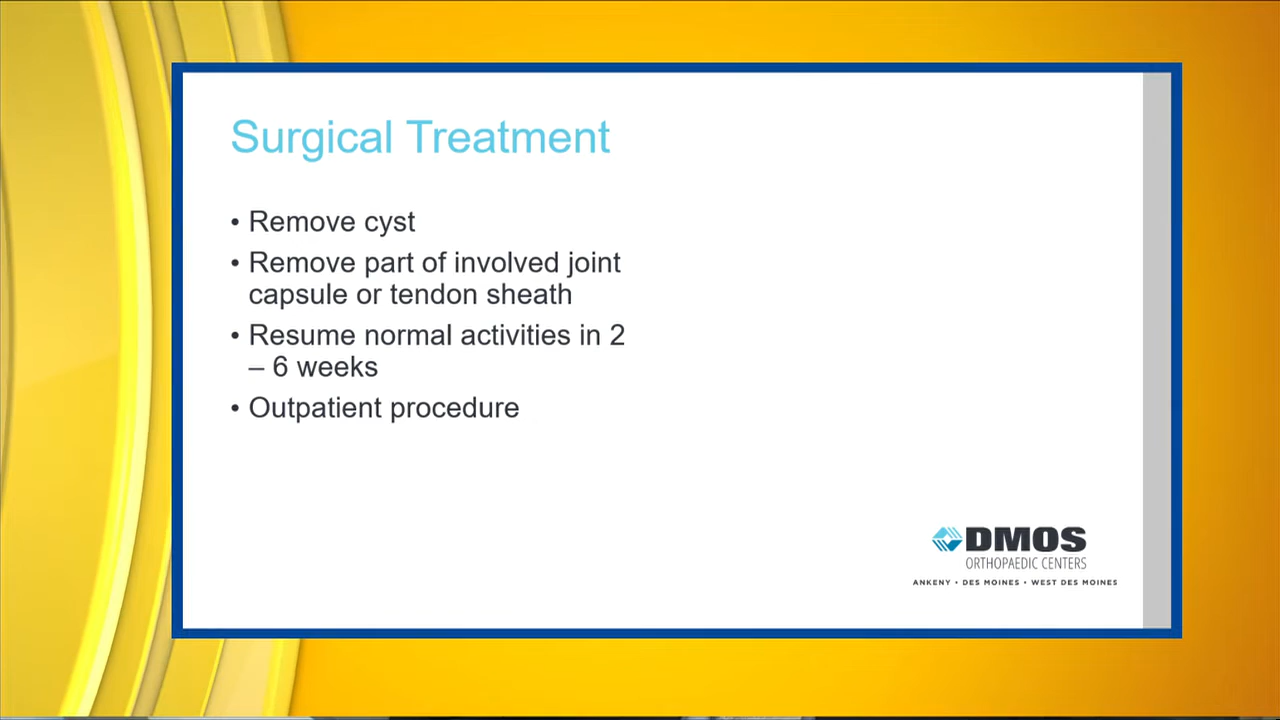 Surgical Treatment
• Remove cyst
• Remove part of involved joint
capsule or tendon sheath
• Resume normal activities in 2
– 6 weeks
• Outpatient procedure
DMOS
ORTHOPAEDIC CENTERS
ANKENY • DES MOINES • WEST DES MOINES